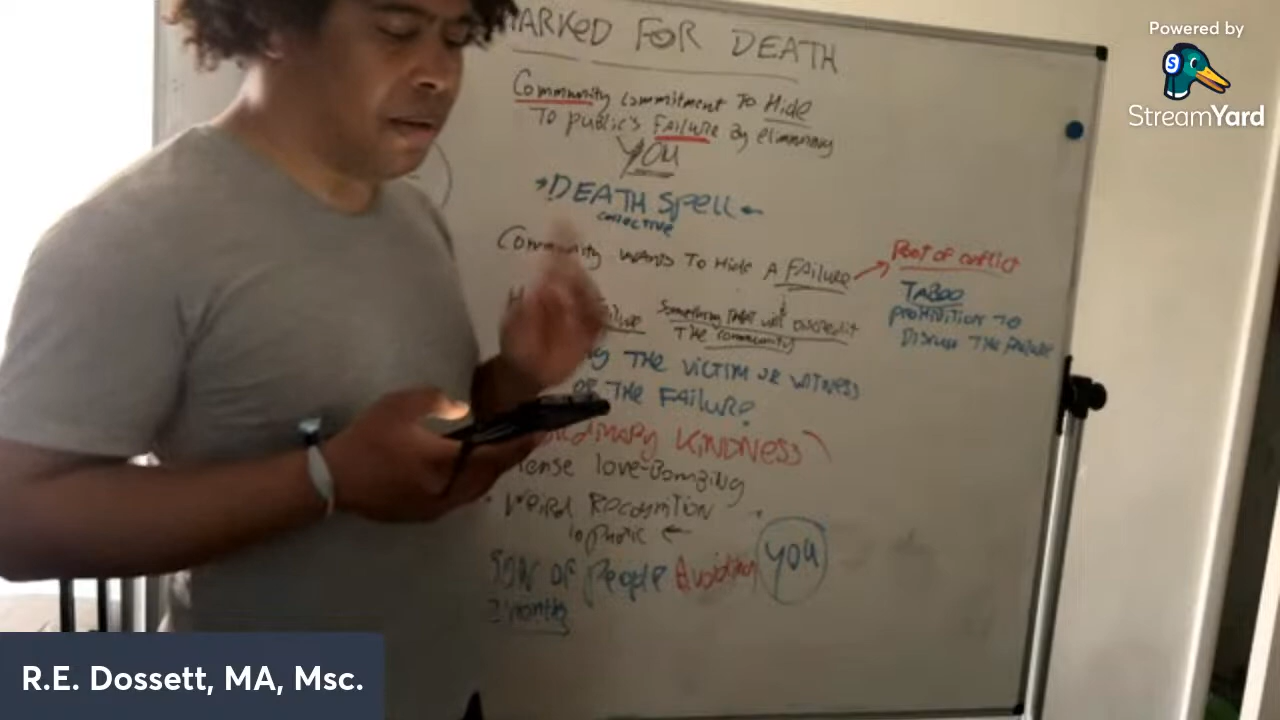 MARKED FOR DEATH
Community commitment To Hide
To public's FAILURE By eliminating
YOU
DEATH Spell
collective
Community wants To Hide A FAILURE
Root of conflict
TABOO
prohibition To
Discuss The failure
Something that will discredit
The community
THE VICTIM OR WITNESS
OF THE FAILURE
KINDNESS
love-Bombing
Weird Recognition
90% OF People Avoiding YOU
months
R.E. Dossett, MA, Msc.
Powered by
StreamYard